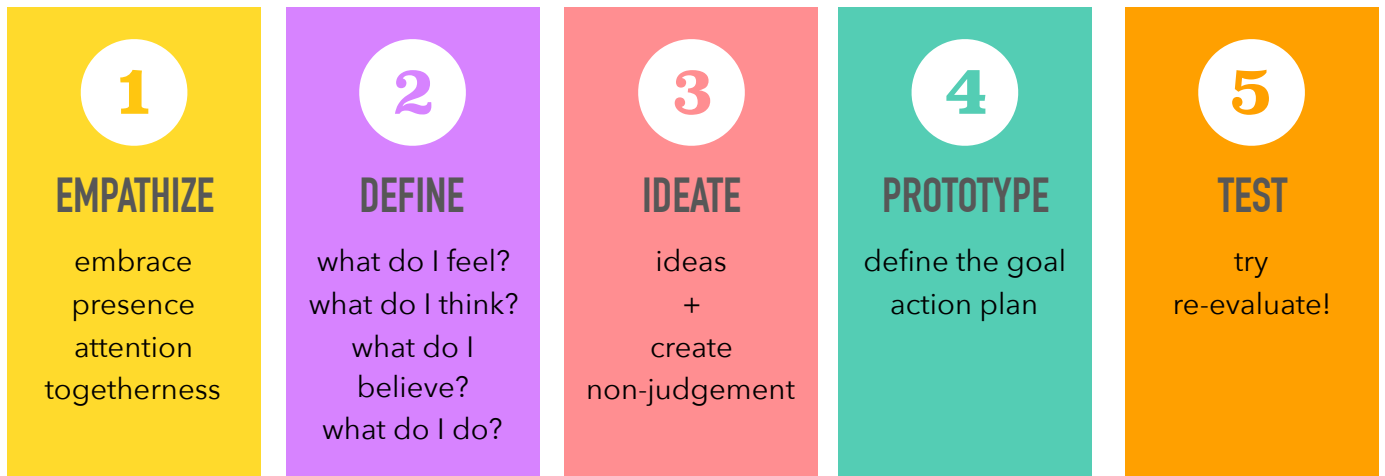 1
EMPATHIZE
embrace
presence
attention
togetherness
2
DEFINE
what do I feel?
what do I think?
what do I
believe?
what do I do?
3
IDEATE
ideas
+
create
non-judgement
4
PROTOTYPE
define the goal
action plan
5
TEST
try
re-evaluate!